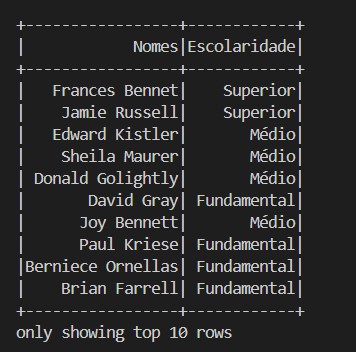 +-----------------+------------+
|            Nomes|Escolaridade|
+-----------------+------------+
|   Frances Bennet|    Superior|
|    Jamie Russell|    Superior|
|   Edward Kistler|       Médio|
|    Sheila Maurer|       Médio|
| Donald Golightly|       Médio|
|       David Gray| Fundamental|
|      Joy Bennett|       Médio|
|      Paul Kriese| Fundamental|
|Berniece Ornellas| Fundamental|
|    Brian Farrell| Fundamental|
+-----------------+------------+
only showing top 10 rows